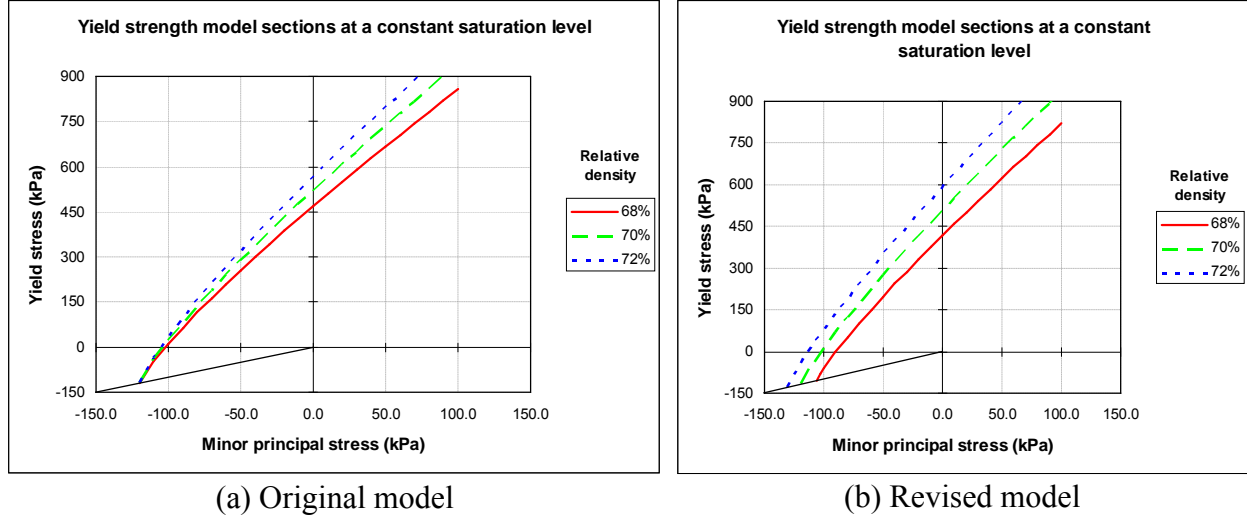 Yield strength model sections at a constant saturation level
900
750
600
450
300
150
0
-150
-150.0
-100.0
-50.0
0.0
50.0
100.0
150.0
Yield stress (kPa)
Minor principal stress (kPa)
Relative
density
68%
70%
72%
(a) Original model
Yield strength model sections at a constant
saturation level
900
750
600
450
300
150
0
-150
-150.0
-100.0
-50.0
0.0
50.0
100.0
150.0
Yield stress (kPa)
Minor principal stress (kPa)
Relative
density
68%
70%
72%
(b) Revised model